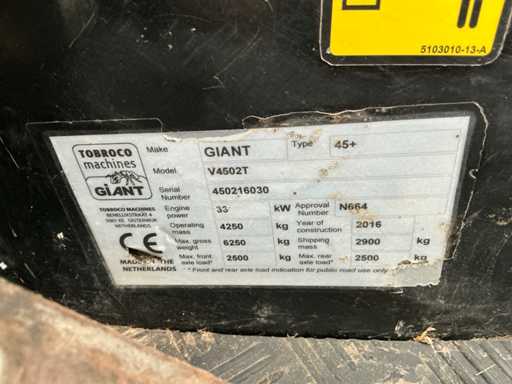 5103010-13-A
TOBROCO
machines
GIANT
TOBROCO MACHINES
NETHERLANDS
CE
MADE IN THE
NETHERLANDS
Make GIANT Type 45+
Model V4502T
Serial Number 450216030
Engine power 33 kW Approval Number N664
Operating mass 4250 kg Year of construction 2016
Max. gross weight 6250 kg Shipping mass 2900 kg
Max. front axle load* 2500 kg Max. rear axle load* 2500 kg
* Front and rear axle load indication for public road use only